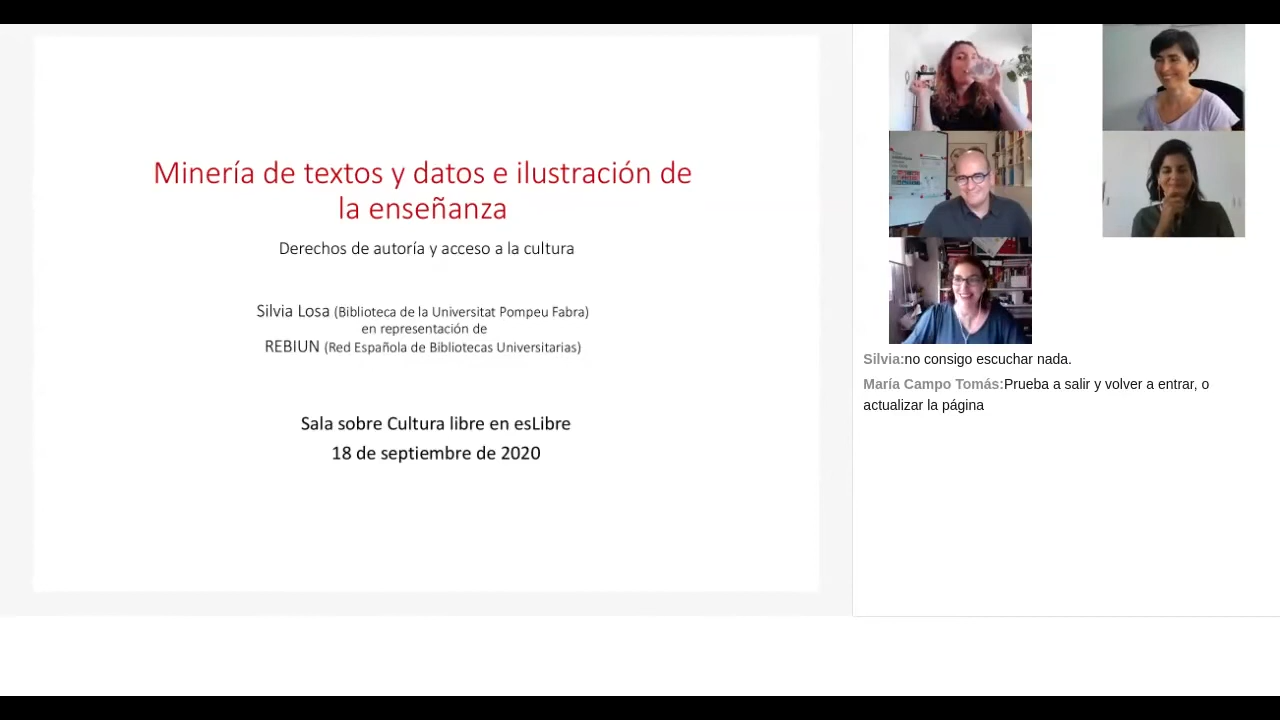 Minería de textos y datos e ilustración de
la enseñanza
Derechos de autoría y acceso a la cultura
Silvia Losa (Biblioteca de la Universitat Pompeu Fabra)
en representación de
REBIUN (Red Española de Bibliotecas Universitarias)
Sala sobre Cultura libre en esLibre
18 de septiembre de 2020
Silvia:no consigo escuchar nada.
María Campo Tomás:Prueba a salir y volver a entrar, o
actualizar la página